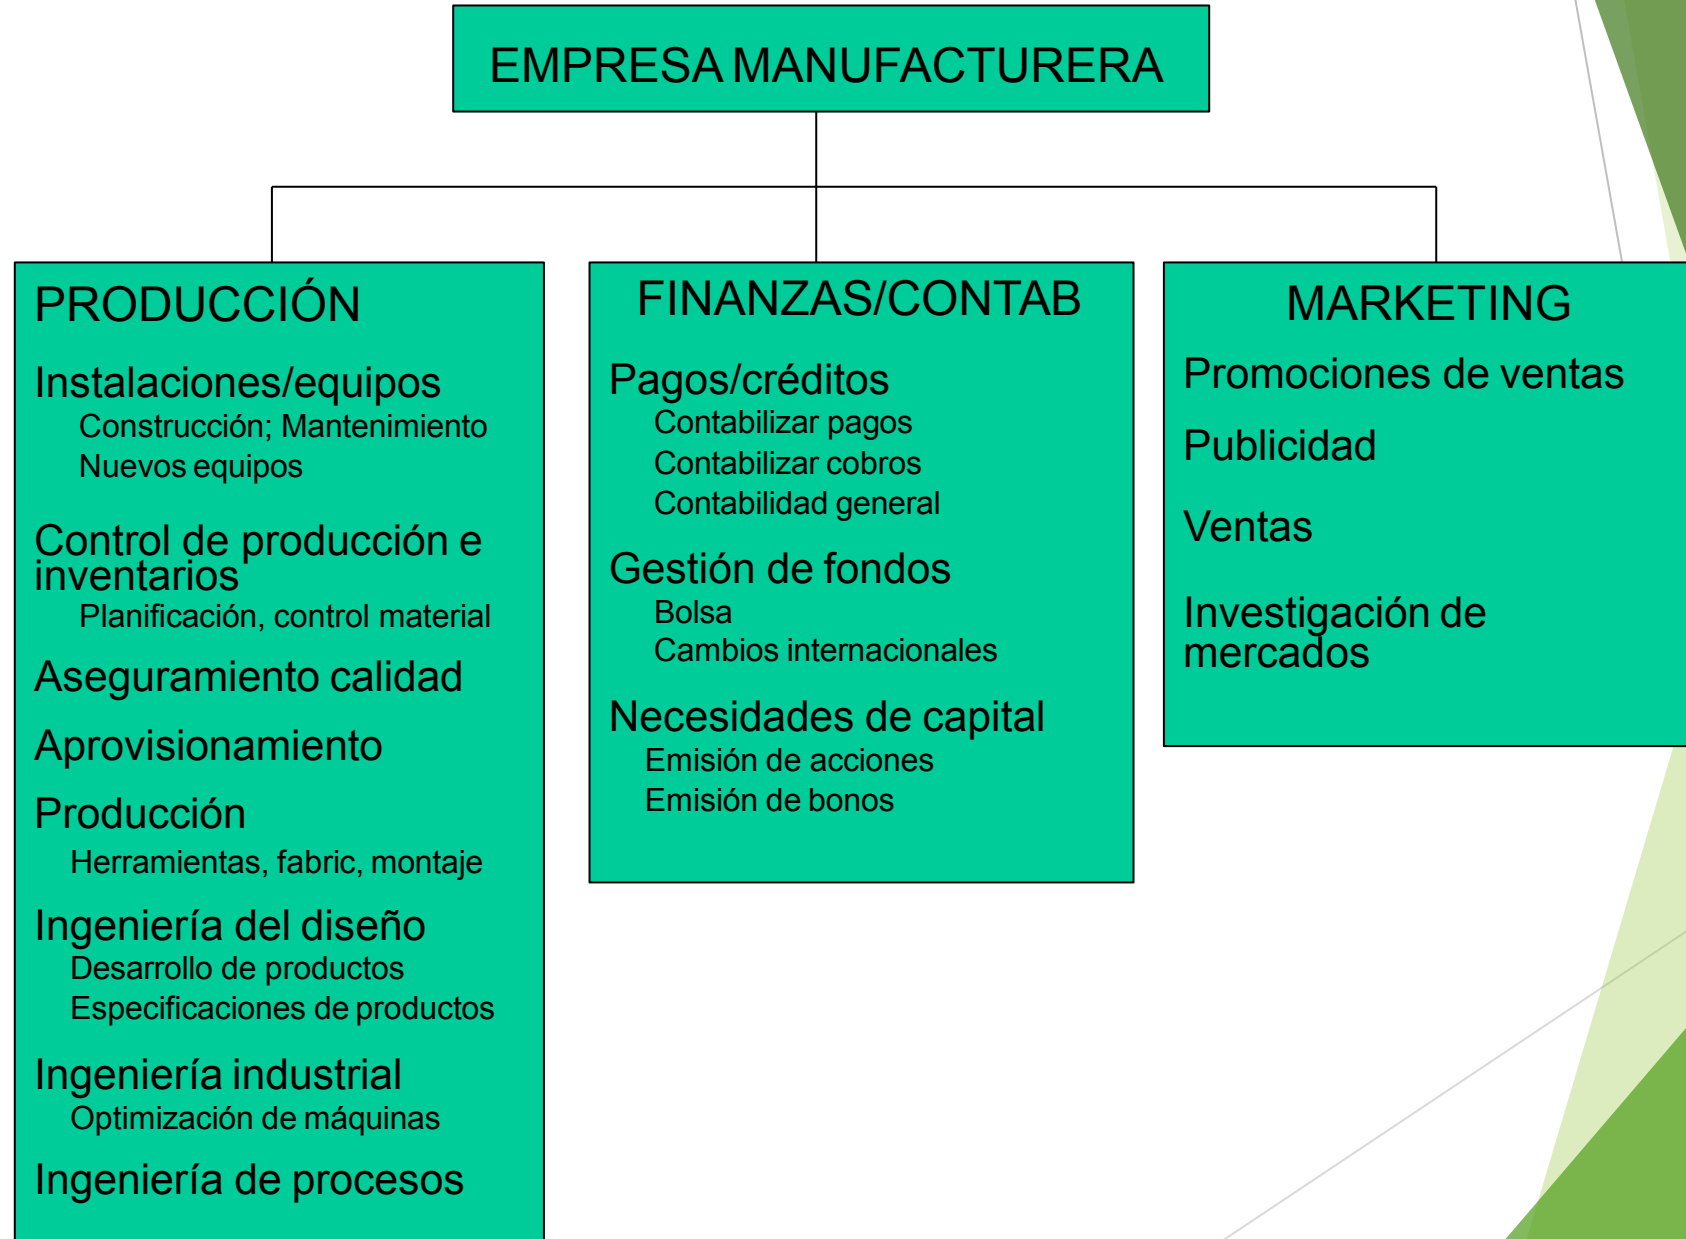 EMPRESA MANUFACTURERA
PRODUCCIÓN
Instalaciones/equipos
Construcción; Mantenimiento
Nuevos equipos
Control de producción e
inventarios
Planificación, control material
Aseguramiento calidad
Aprovisionamiento
Producción
Herramientas, fabric, montaje
Ingeniería del diseño
Desarrollo de productos
Especificaciones de productos
Ingeniería industrial
Optimización de máquinas
Ingeniería de procesos
FINANZAS/CONTAB
Pagos/créditos
Contabilizar pagos
Contabilizar cobros
Contabilidad general
Gestión de fondos
Bolsa
Cambios internacionales
Necesidades de capital
Emisión de acciones
Emisión de bonos
MARKETING
Promociones de ventas
Publicidad
Ventas
Investigación de
mercados